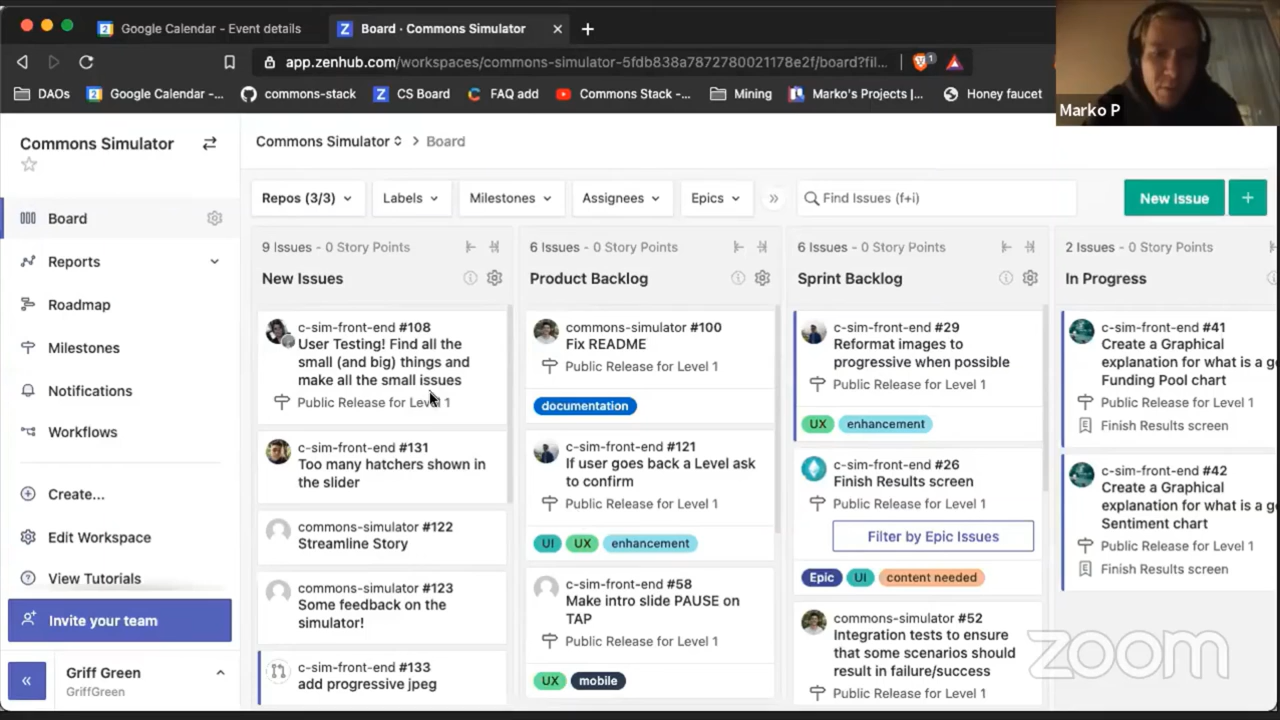 Google Calendar - Event details
Board · Commons Simulator
app.zenhub.com/workspaces/commons-simulator-5fdb838a7872780021178e2f/board?fil...
1
DAOs
Google Calendar -...
commons-stack
CS Board
FAQ add
Commons Stack -...
Mining
Marko's Projects |...
Honey faucet
Marko P
Commons Simulator
Board
Reports
Roadmap
Milestones
Notifications
Workflows
Create...
Edit Workspace
View Tutorials
Invite your team
Griff Green
GriffGreen
Commons Simulator > Board
Repos (3/3)
Labels
Milestones
Assignees
Epics
Find Issues (f+i)
New Issue
9 Issues - 0 Story Points
New Issues
c-sim-front-end #108
User Testing! Find all the
small (and big) things and
make all the small issues
Public Release for Level 1
c-sim-front-end #131
Too many hatchers shown in
the slider
commons-simulator #122
Streamline Story
commons-simulator #123
Some feedback on the
simulator!
c-sim-front-end #133
add progressive jpeg
6 Issues - 0 Story Points
Product Backlog
commons-simulator #100
Fix README
Public Release for Level 1
documentation
c-sim-front-end #121
If user goes back a Level ask
to confirm
Public Release for Level 1
UI UX enhancement
c-sim-front-end #58
Make intro slide PAUSE on
TAP
Public Release for Level 1
UX mobile
6 Issues - 0 Story Points
Sprint Backlog
c-sim-front-end #29
Reformat images to
progressive when possible
Public Release for Level 1
UX enhancement
c-sim-front-end #26
Finish Results screen
Public Release for Level 1
Filter by Epic Issues
Epic UI content needed
commons-simulator #52
Integration tests to ensure
that some scenarios should
result in failure/success
Public Release for Level 1
2 Issues - 0 Story Points
In Progress
c-sim-front-end #41
Create a Graphical
explanation for what is a g
Funding Pool chart
Public Release for Level 1
Finish Results screen
c-sim-front-end #42
Create a Graphical
explanation for what is a g
Sentiment chart
Public Release for Level 1
Finish Results screen
zoom